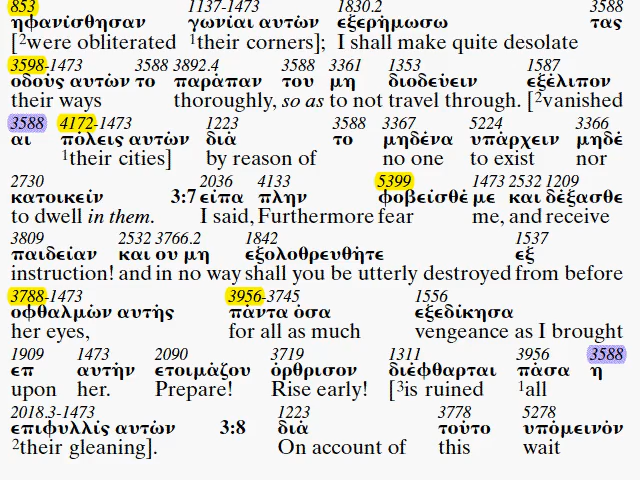 853 1137-1473 1830.2 3588
ηφανίσθησαν γωνίαι αυτών εξερήμωσω τας
[²were obliterated ¹their corners]; I shall make quite desolate
3598-1473 3588 3892.4 3588 3361 1353 1587
οδούς αυτών το παράπαν του μη διοδεύειν εξέλιπον
their ways thoroughly, so as to not travel through. [²vanished
3588 4172-1473 1223 3588 3367 5224 3366
αι πόλεις αυτών διά το μηδένα υπάρχειν μηδέ
¹their cities] by reason of no one to exist nor
2730 2036 4133 5399 1473 2532 1209
κατοικείν 3:7 είπα πλην φοβείσθέ με και δέξασθε
to dwell in them. I said, Furthermore fear me, and receive
3809 2532 3766.2 1842 1537
παιδείαν και ου μη εξολοθρευθήτε εξ
instruction! and in no way shall you be utterly destroyed from before
3788-1473 3956-3745 1556
οφθαλμών αυτής πάντα όσα εξεδίκησα
her eyes, for all as much vengeance as I brought
1909 1473 2090 3719 1311 3956 3588
επ αυτήν ετοιμάζου όρθρισον διέφθαρται πάσα η
upon her. Prepare! Rise early! [³is ruined ¹all
2018.3-1473 1223 3778 5278
επιφυλλίς αυτών 3:8 διά τούτο υπόμεινόν
²their gleaning]. On account of this wait